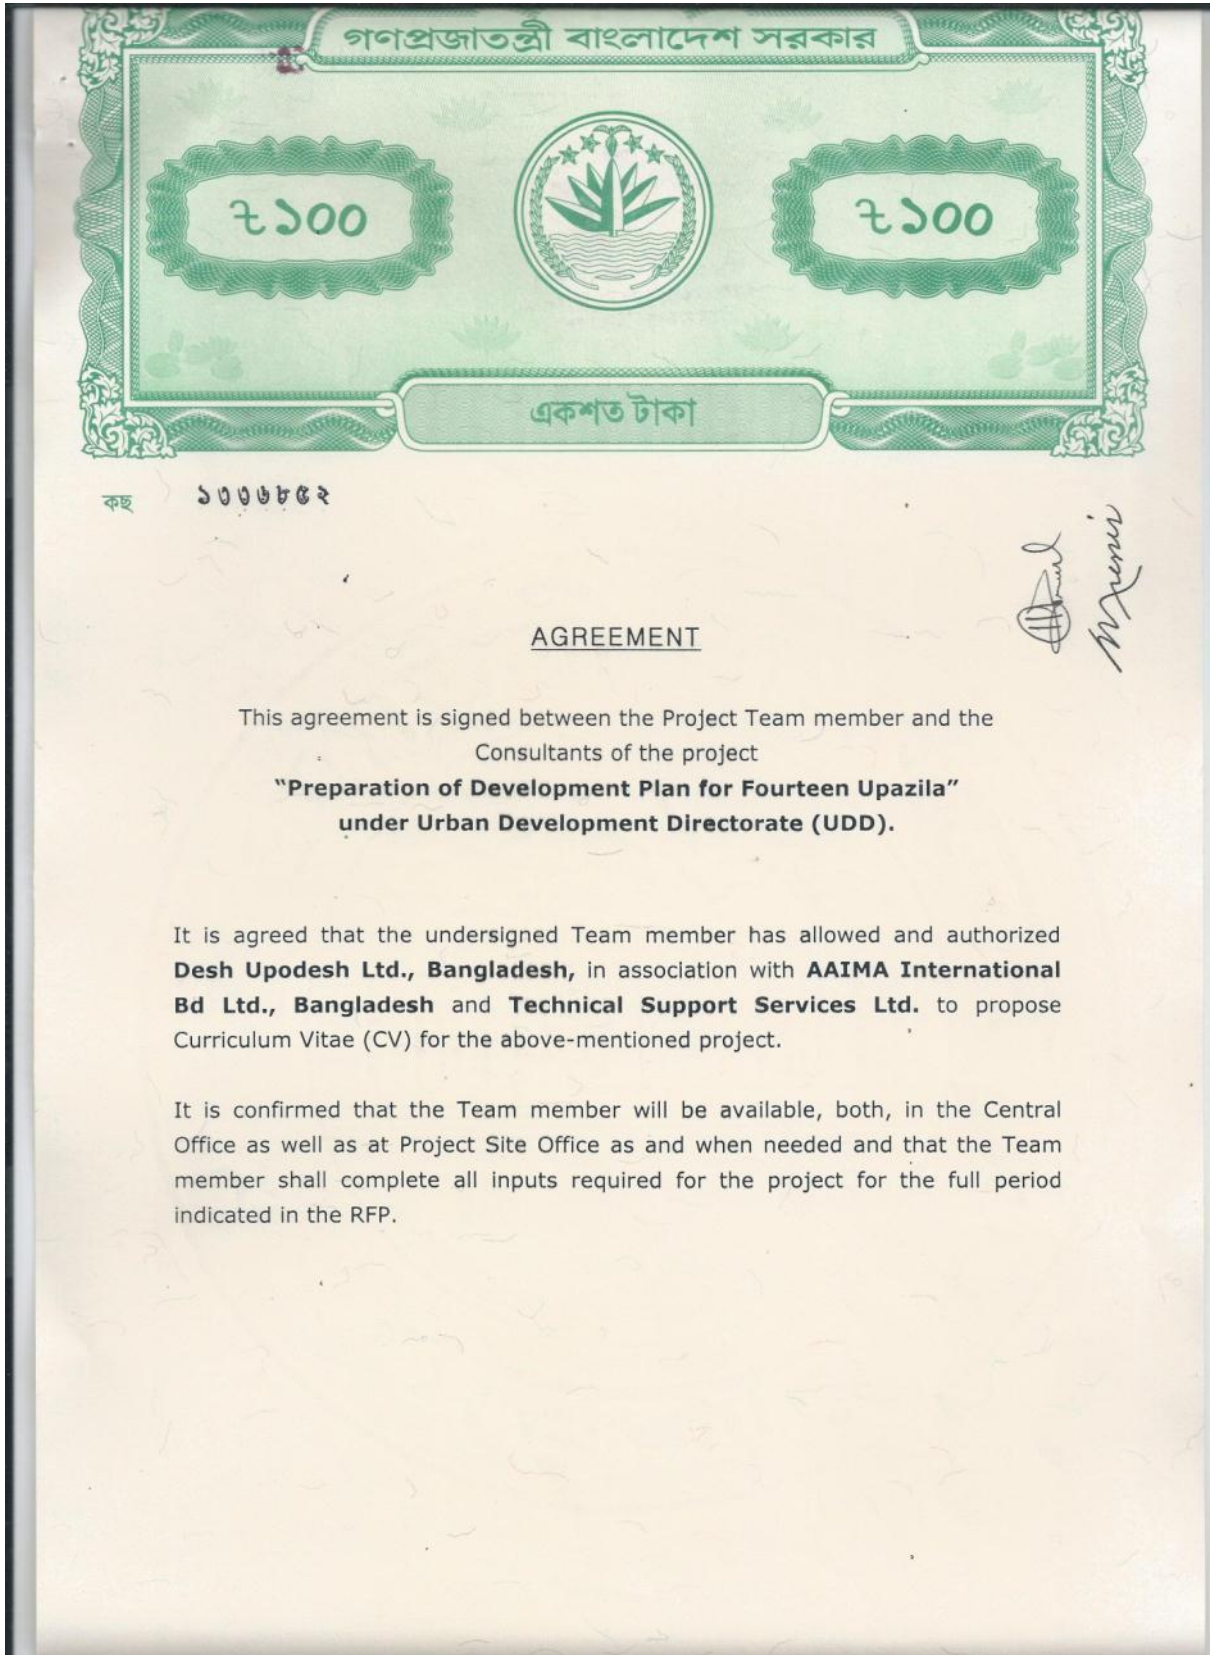 গণপ্রজাতন্ত্রী বাংলাদেশ সরকার
৳১০০
৳১০০
একশত টাকা
কছ ১৩৩৬৮৫২
AGREEMENT
This agreement is signed between the Project Team member and the
Consultants of the project
“Preparation of Development Plan for Fourteen Upazila”
under Urban Development Directorate (UDD).
It is agreed that the undersigned Team member has allowed and authorized
Desh Upodesh Ltd., Bangladesh, in association with AAIMA International
Bd Ltd., Bangladesh and Technical Support Services Ltd. to propose
Curriculum Vitae (CV) for the above-mentioned project.
It is confirmed that the Team member will be available, both, in the Central
Office as well as at Project Site Office as and when needed and that the Team
member shall complete all inputs required for the project for the full period
indicated in the RFP.